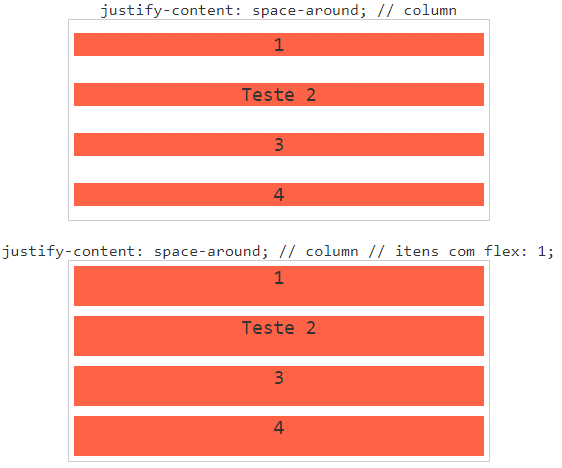 justify-content: space-around; // column
1
Teste 2
3
4
justify-content: space-around; // column // itens com flex: 1;
1
Teste 2
3
4